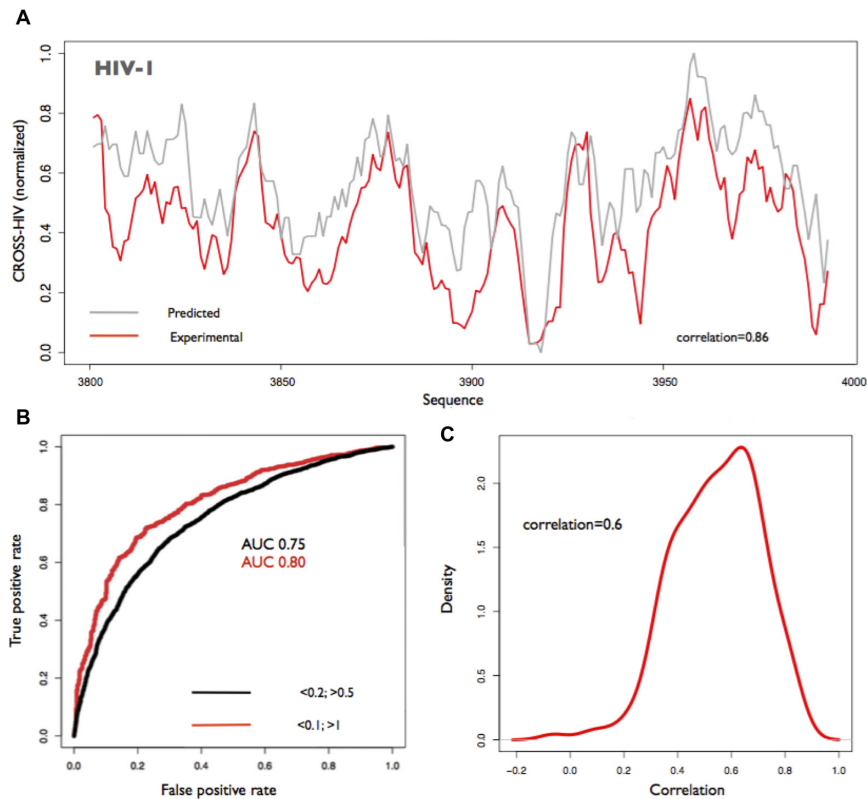 A
HIV-1
CROSS-HIV (normalized)
1.0
0.8
0.6
0.4
0.2
0.0
Predicted
Experimental
correlation=0.86
3800 3850 3900 3950 4000
Sequence
B
True positive rate
1.0
0.8
0.6
0.4
0.2
0.0
AUC 0.75
AUC 0.80
<0.2; >0.5
<0.1; >1
0.0 0.2 0.4 0.6 0.8 1.0
False positive rate
C
Density
2.0
1.5
1.0
0.5
0.0
correlation=0.6
−0.2 0.0 0.2 0.4 0.6 0.8 1.0
Correlation